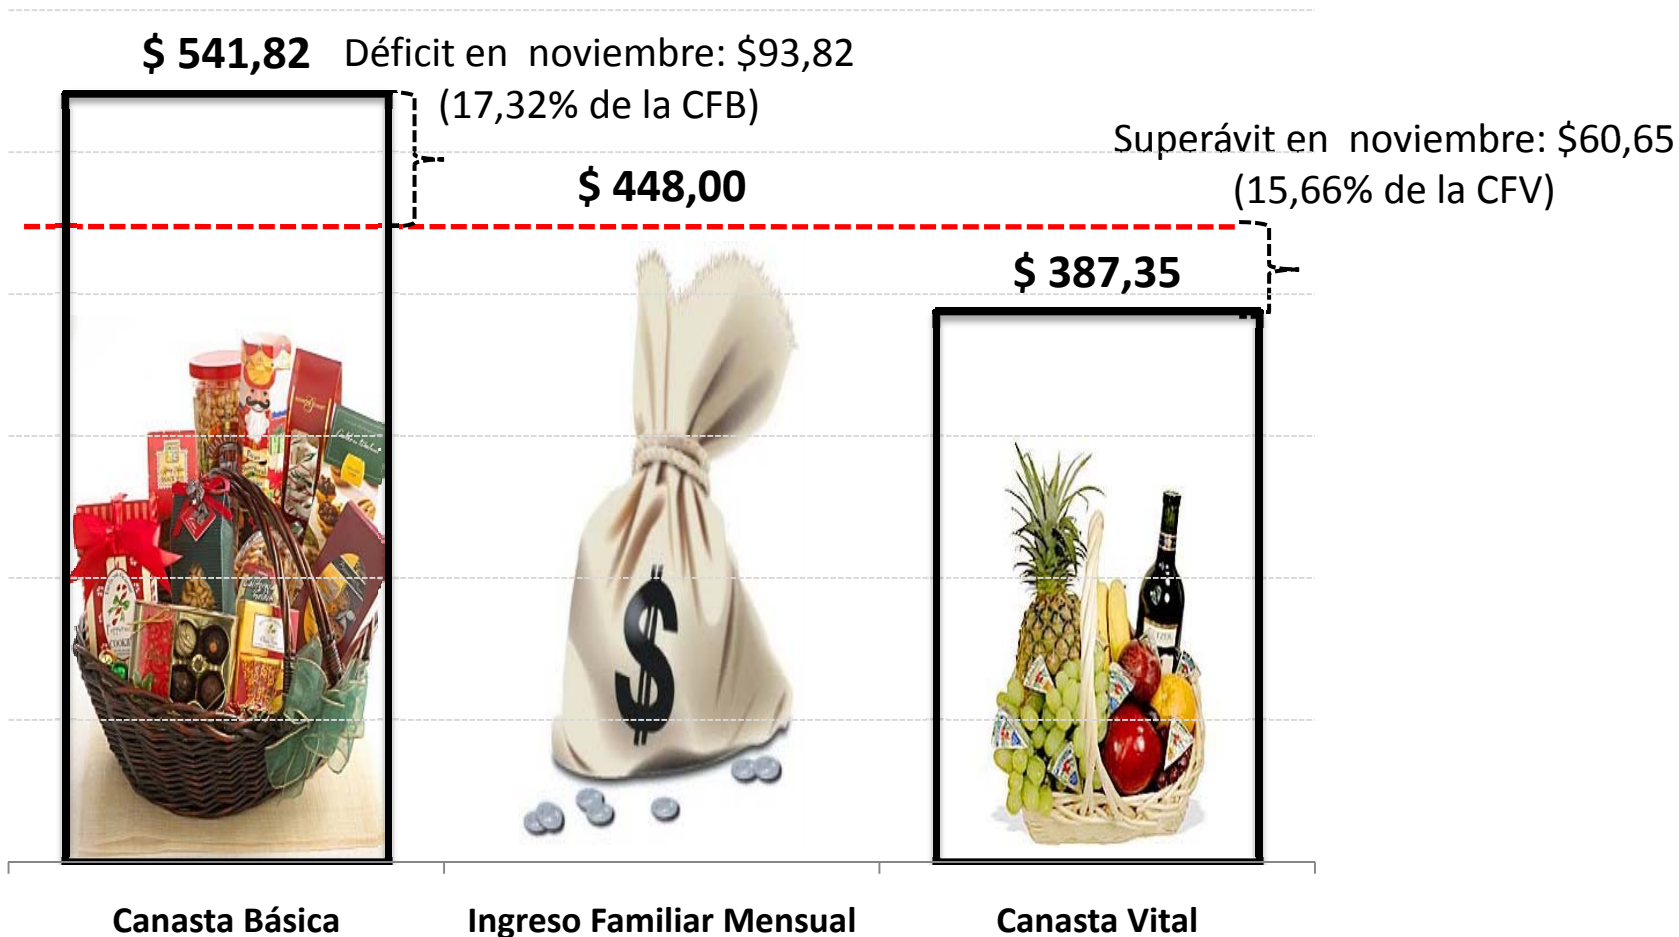 $ 541,82
Déficit en noviembre: $93,82
(17,32% de la CFB)
Superávit en noviembre: $60,65
(15,66% de la CFV)
$ 448,00
$ 387,35
$
Canasta Básica
Ingreso Familiar Mensual
Canasta Vital